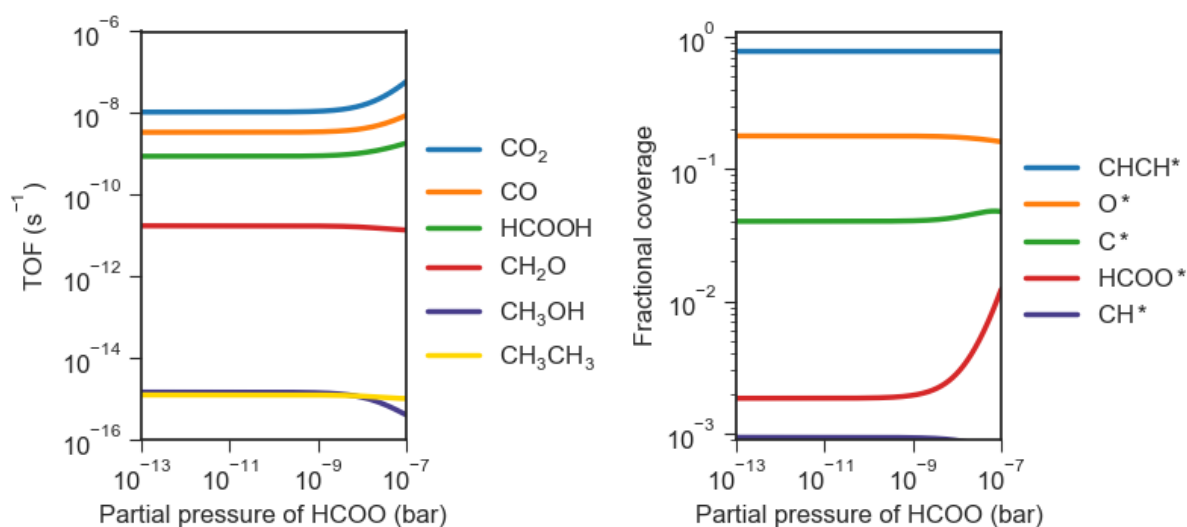 10⁻⁶
10⁻⁸
10⁻¹⁰
10⁻¹²
10⁻¹⁴
10⁻¹⁶
TOF (s⁻¹)
10⁻¹³ 10⁻¹¹ 10⁻⁹ 10⁻⁷
Partial pressure of HCOO (bar)
CO₂
CO
HCOOH
CH₂O
CH₃OH
CH₃CH₃
10⁰
10⁻¹
10⁻²
10⁻³
Fractional coverage
10⁻¹³ 10⁻¹¹ 10⁻⁹ 10⁻⁷
Partial pressure of HCOO (bar)
CHCH*
O*
C*
HCOO*
CH*